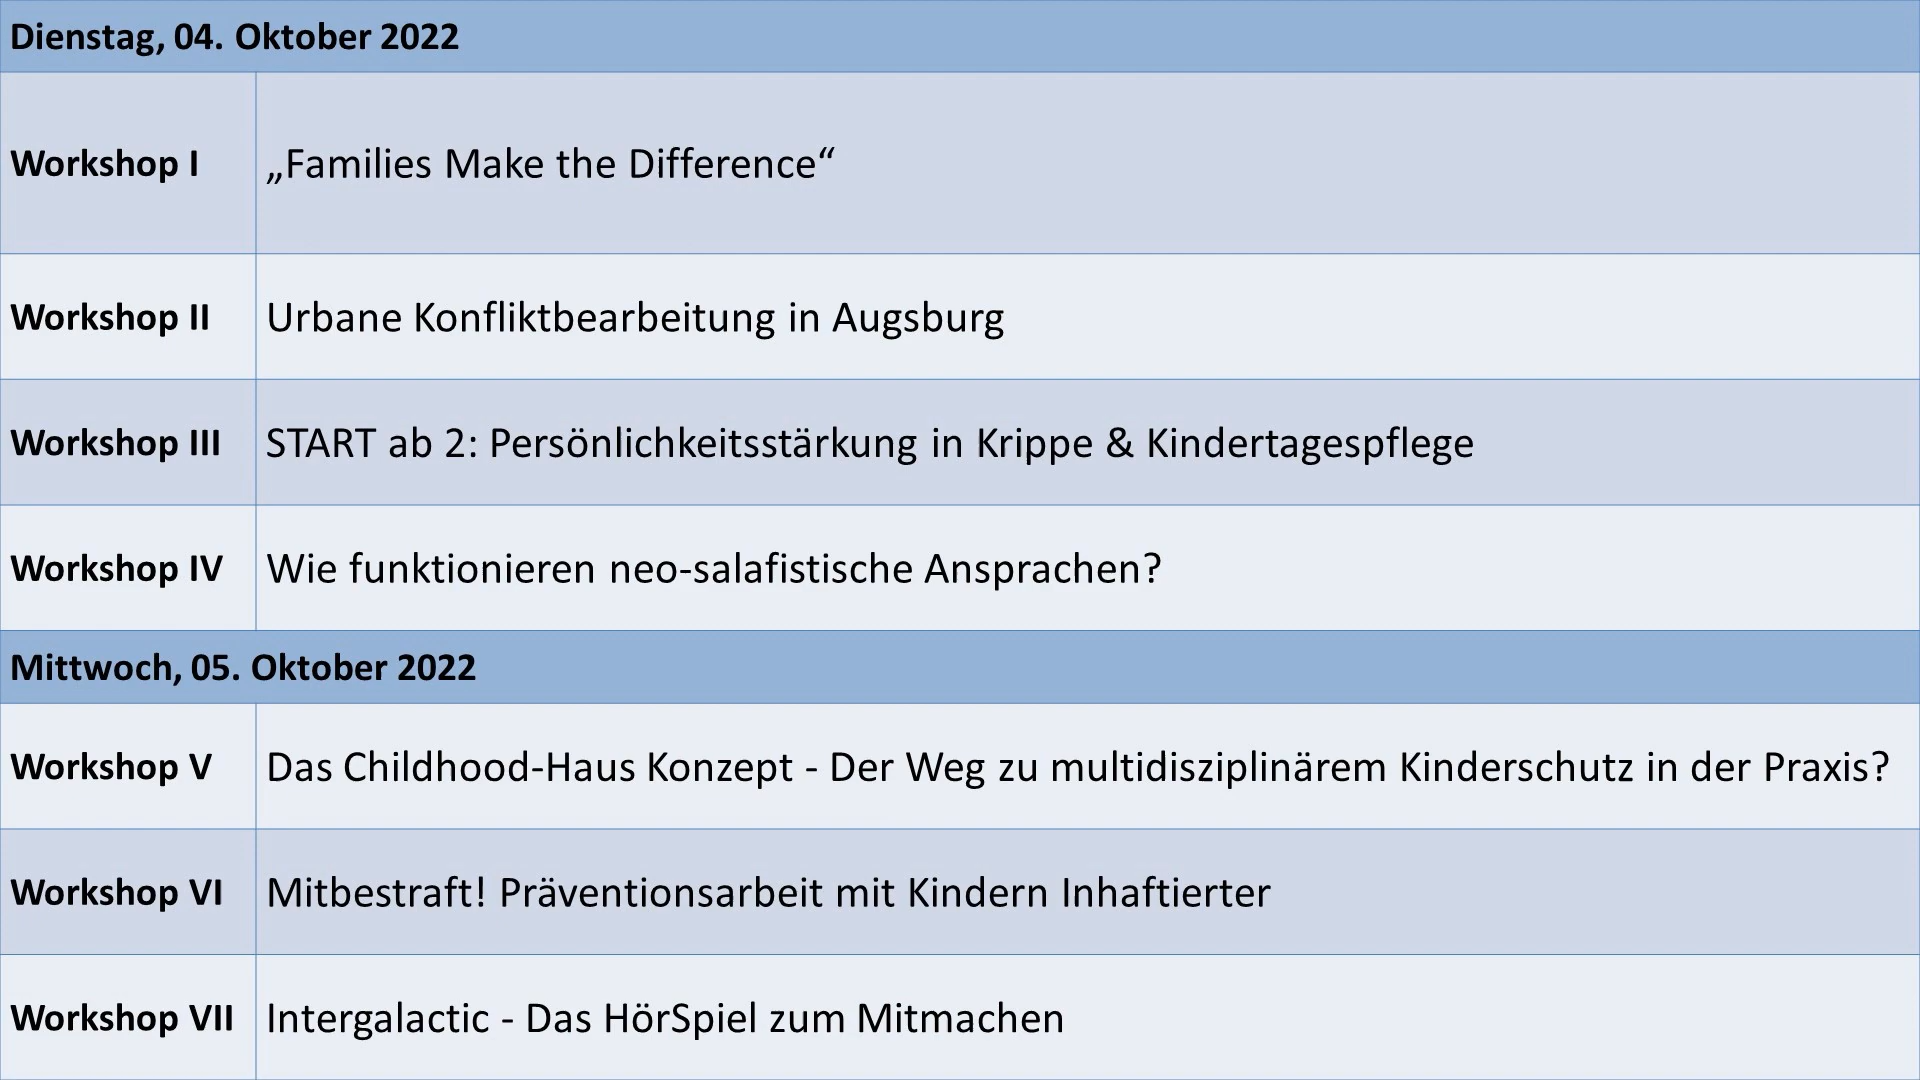 Dienstag, 04. Oktober 2022
Workshop I „Families Make the Difference“
Workshop II Urbane Konfliktbearbeitung in Augsburg
Workshop III START ab 2: Persönlichkeitsstärkung in Krippe & Kindertagespflege
Workshop IV Wie funktionieren neo-salafistische Ansprachen?
Mittwoch, 05. Oktober 2022
Workshop V Das Childhood-Haus Konzept - Der Weg zu multidisziplinärem Kinderschutz in der Praxis?
Workshop VI Mitbestraft! Präventionsarbeit mit Kindern Inhaftierter
Workshop VII Intergalactic - Das HörSpiel zum Mitmachen